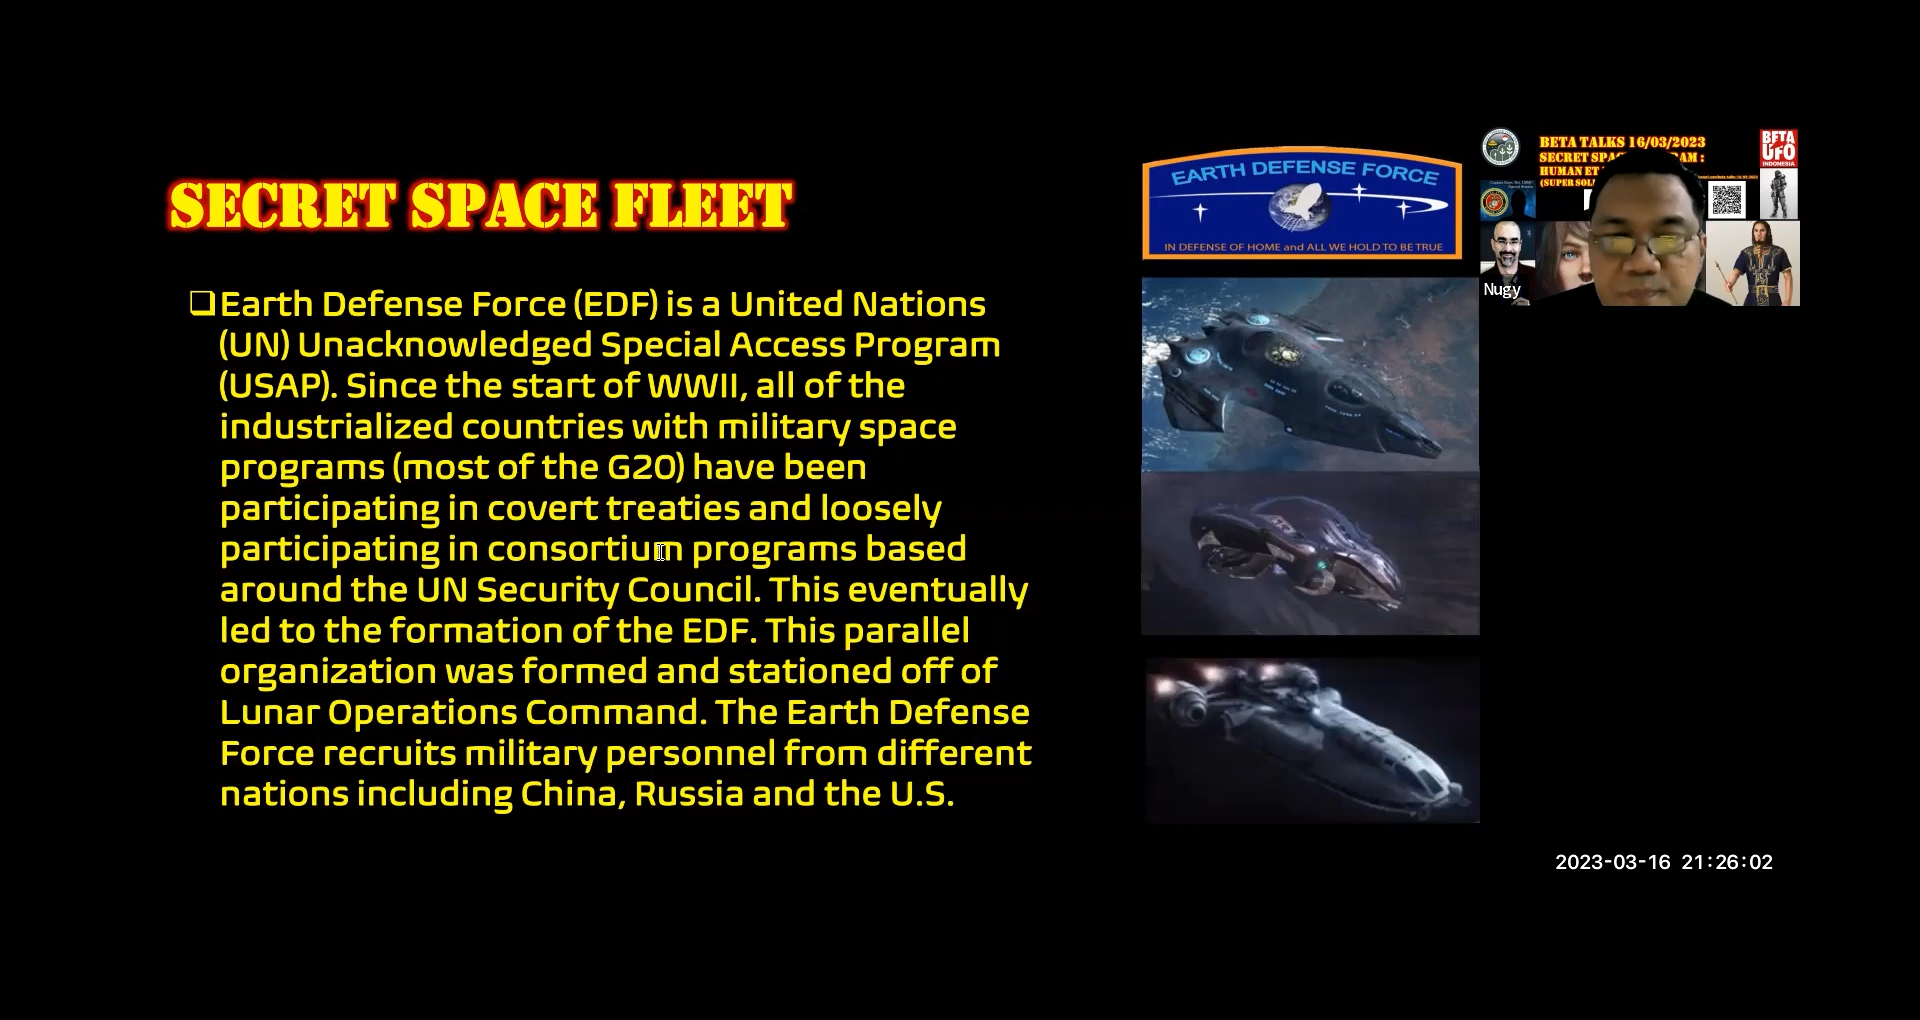 SECRET SPACE FLEET
Earth Defense Force (EDF) is a United Nations
(UN) Unacknowledged Special Access Program
(USAP). Since the start of WWII, all of the
industrialized countries with military space
programs (most of the G20) have been
participating in covert treaties and loosely
participating in consortium programs based
around the UN Security Council. This eventually
led to the formation of the EDF. This parallel
organization was formed and stationed off of
Lunar Operations Command. The Earth Defense
Force recruits military personnel from different
nations including China, Russia and the U.S.
EARTH DEFENSE FORCE
IN DEFENSE OF HOME and ALL WE HOLD TO BE TRUE
BETA TALKS 16/03/2023
SECRET
HUMAN ET
(SUPER
BETA
UFO
INDONESIA
Nugy
2023-03-16 21:26:02